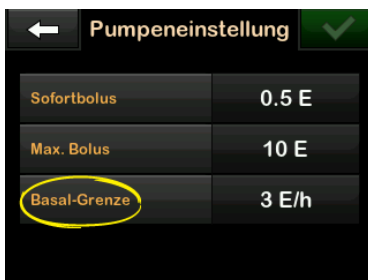 Pumpeneinstellung
Sofortbolus 0.5 E
Max. Bolus 10 E
Basal-Grenze 3 E/h